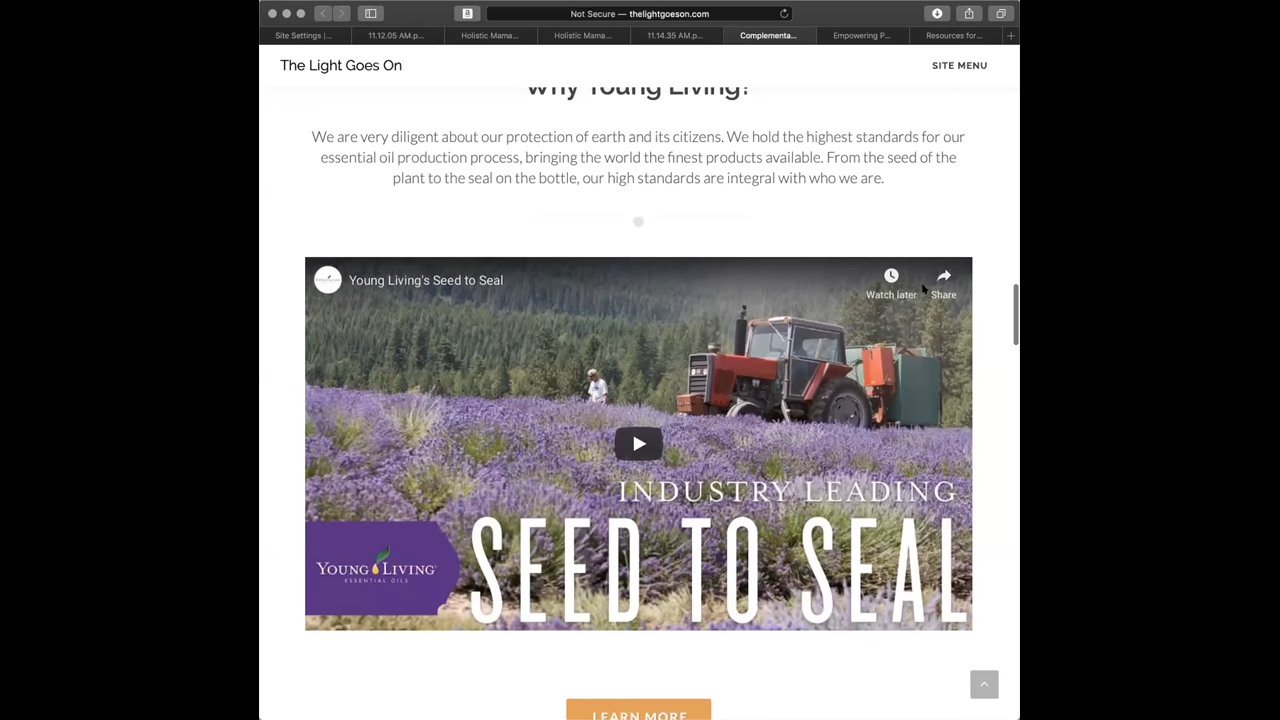 Not Secure — thelightgoeson.com
Site Settings |...
11.12.05 AM.p...
Holistic Mama...
Holistic Mama...
11.14.35 AM.p...
Complementa...
Empowering P...
Resources for...
The Light Goes On
SITE MENU
Why Young Living?
We are very diligent about our protection of earth and its citizens. We hold the highest standards for our
essential oil production process, bringing the world the finest products available. From the seed of the
plant to the seal on the bottle, our high standards are integral with who we are.
Young Living's Seed to Seal
Watch later
Share
INDUSTRY LEADING
SEED TO SEAL
YOUNG LIVING
ESSENTIAL OILS
LEARN MORE